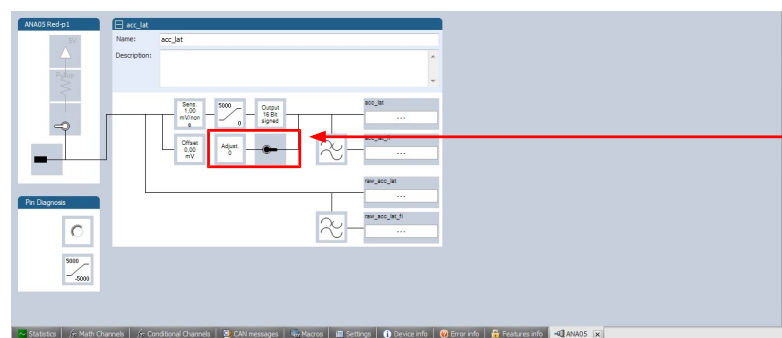 ANA05 Red-p1
5V
Pullup
acc_lat
Name:
acc_lat
Description:
Sens.
1.00
mV/non
e
5000
0
Output
16 Bit
signed
acc_lat
---
Offset
0,00
mV
Adjust.
0
acc_lat_fi
---
raw_acc_lat
---
raw_acc_lat_fi
---
Pin Diagnosis
5000
-5000
Statistics
Math Channels
Conditional Channels
CAN messages
Macros
Settings
Device info
Error info
Features info
ANA05